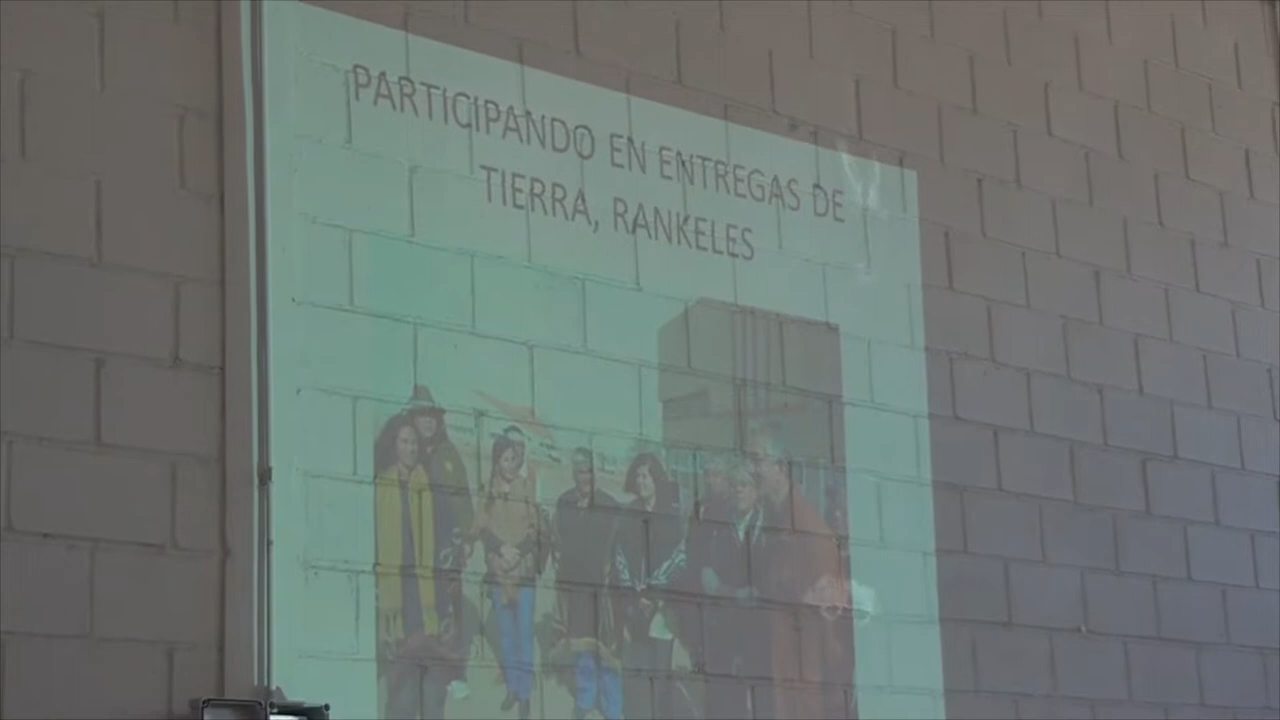 PARTICIPANDO EN ENTREGAS DE
TIERRA, RANKELES